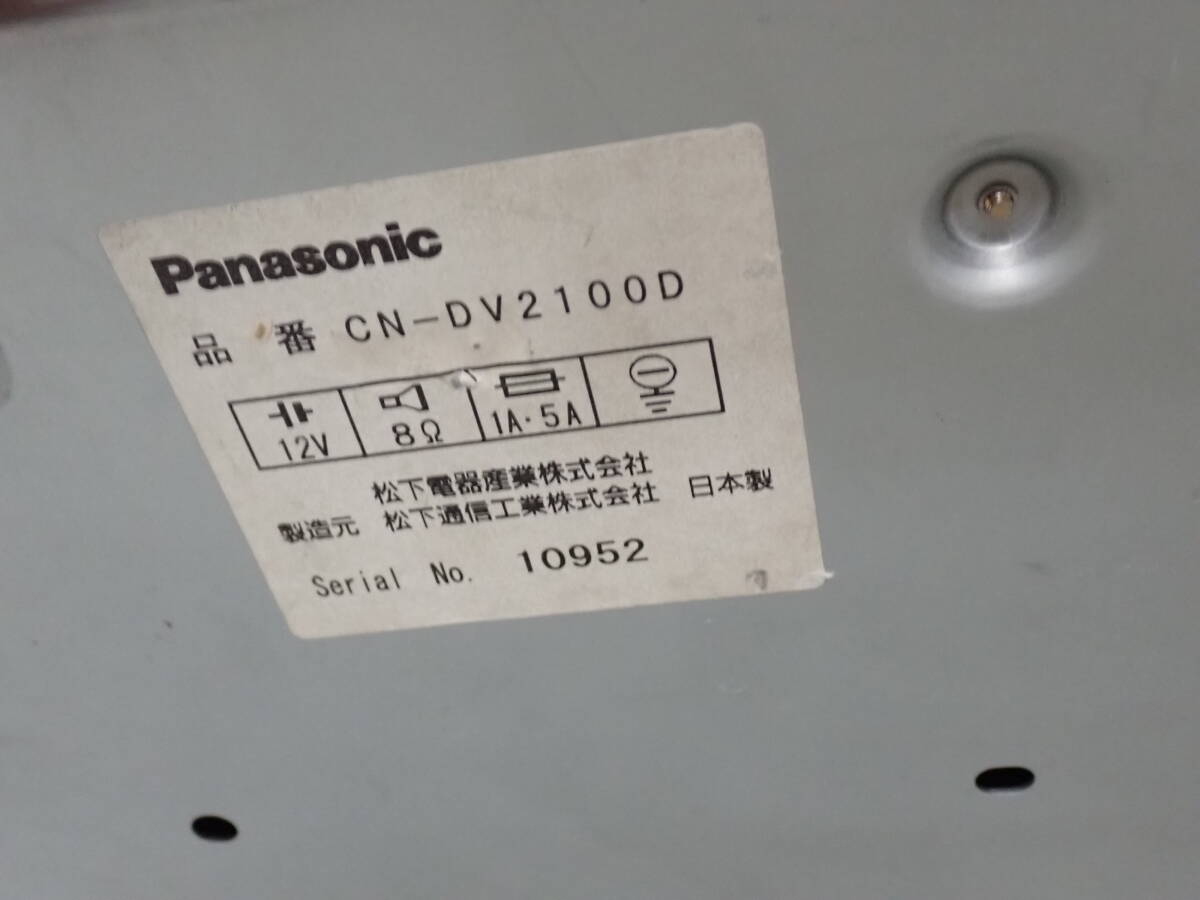 Panasonic
品 番 CN-DV2100D
12V 8Ω 1A・5A
松下電器産業株式会社
製造元 松下通信工業株式会社 日本製
Serial No. 10952